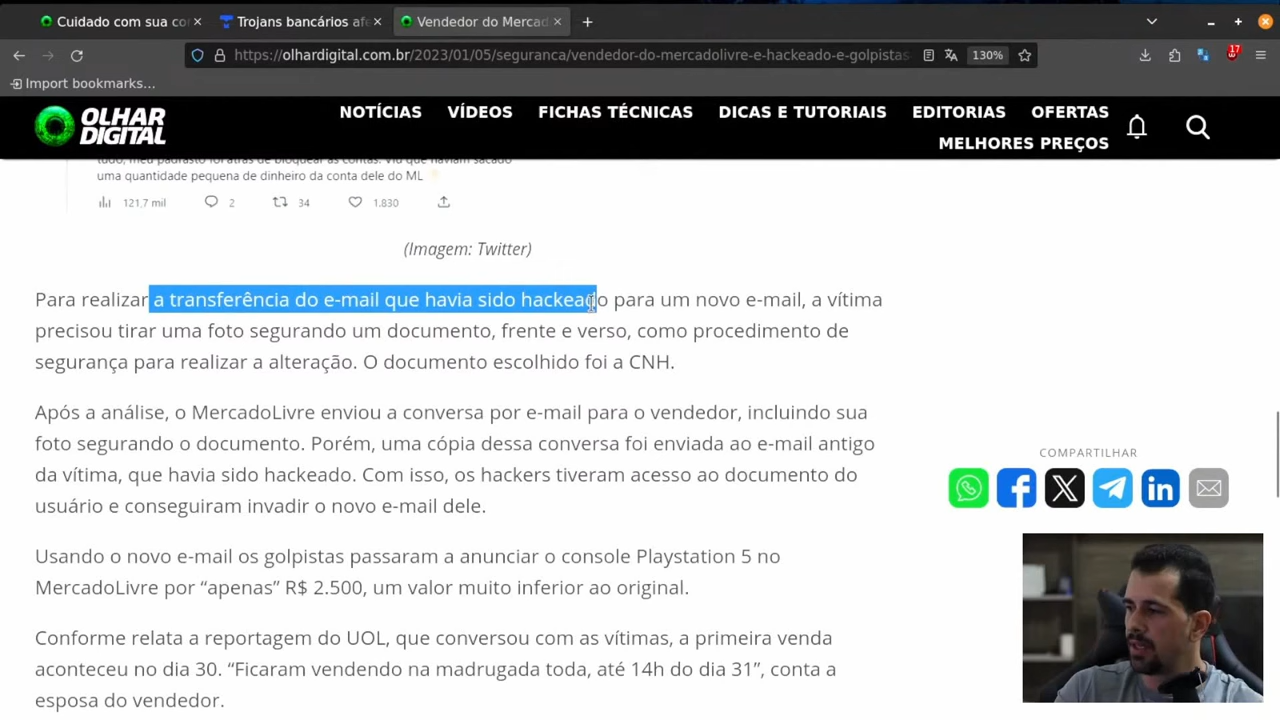 Cuidado com sua co
Trojans bancários afe
Vendedor do Mercad
https://olhardigital.com.br/2023/01/05/seguranca/vendedor-do-mercadolivre-e-hackeado-e-golpistas-
130%
17
Import bookmarks...
OLHAR
DIGITAL
NOTÍCIAS VÍDEOS FICHAS TÉCNICAS DICAS E TUTORIAIS EDITORIAS OFERTAS
MELHORES PREÇOS
tudo, meu padrasto foi atrás de bloquear as contas. Viu que haviam sacado
uma quantidade pequena de dinheiro da conta dele do ML
121,7 mil 2 34 1.830
(Imagem: Twitter)
Para realizar a transferência do e-mail que havia sido hackeado para um novo e-mail, a vítima
precisou tirar uma foto segurando um documento, frente e verso, como procedimento de
segurança para realizar a alteração. O documento escolhido foi a CNH.
Após a análise, o MercadoLivre enviou a conversa por e-mail para o vendedor, incluindo sua
foto segurando o documento. Porém, uma cópia dessa conversa foi enviada ao e-mail antigo
da vítima, que havia sido hackeado. Com isso, os hackers tiveram acesso ao documento do
usuário e conseguiram invadir o novo e-mail dele.
COMPARTILHAR
Usando o novo e-mail os golpistas passaram a anunciar o console Playstation 5 no
MercadoLivre por “apenas” R$ 2.500, um valor muito inferior ao original.
Conforme relata a reportagem do UOL, que conversou com as vítimas, a primeira venda
aconteceu no dia 30. “Ficaram vendendo na madrugada toda, até 14h do dia 31”, conta a
esposa do vendedor.